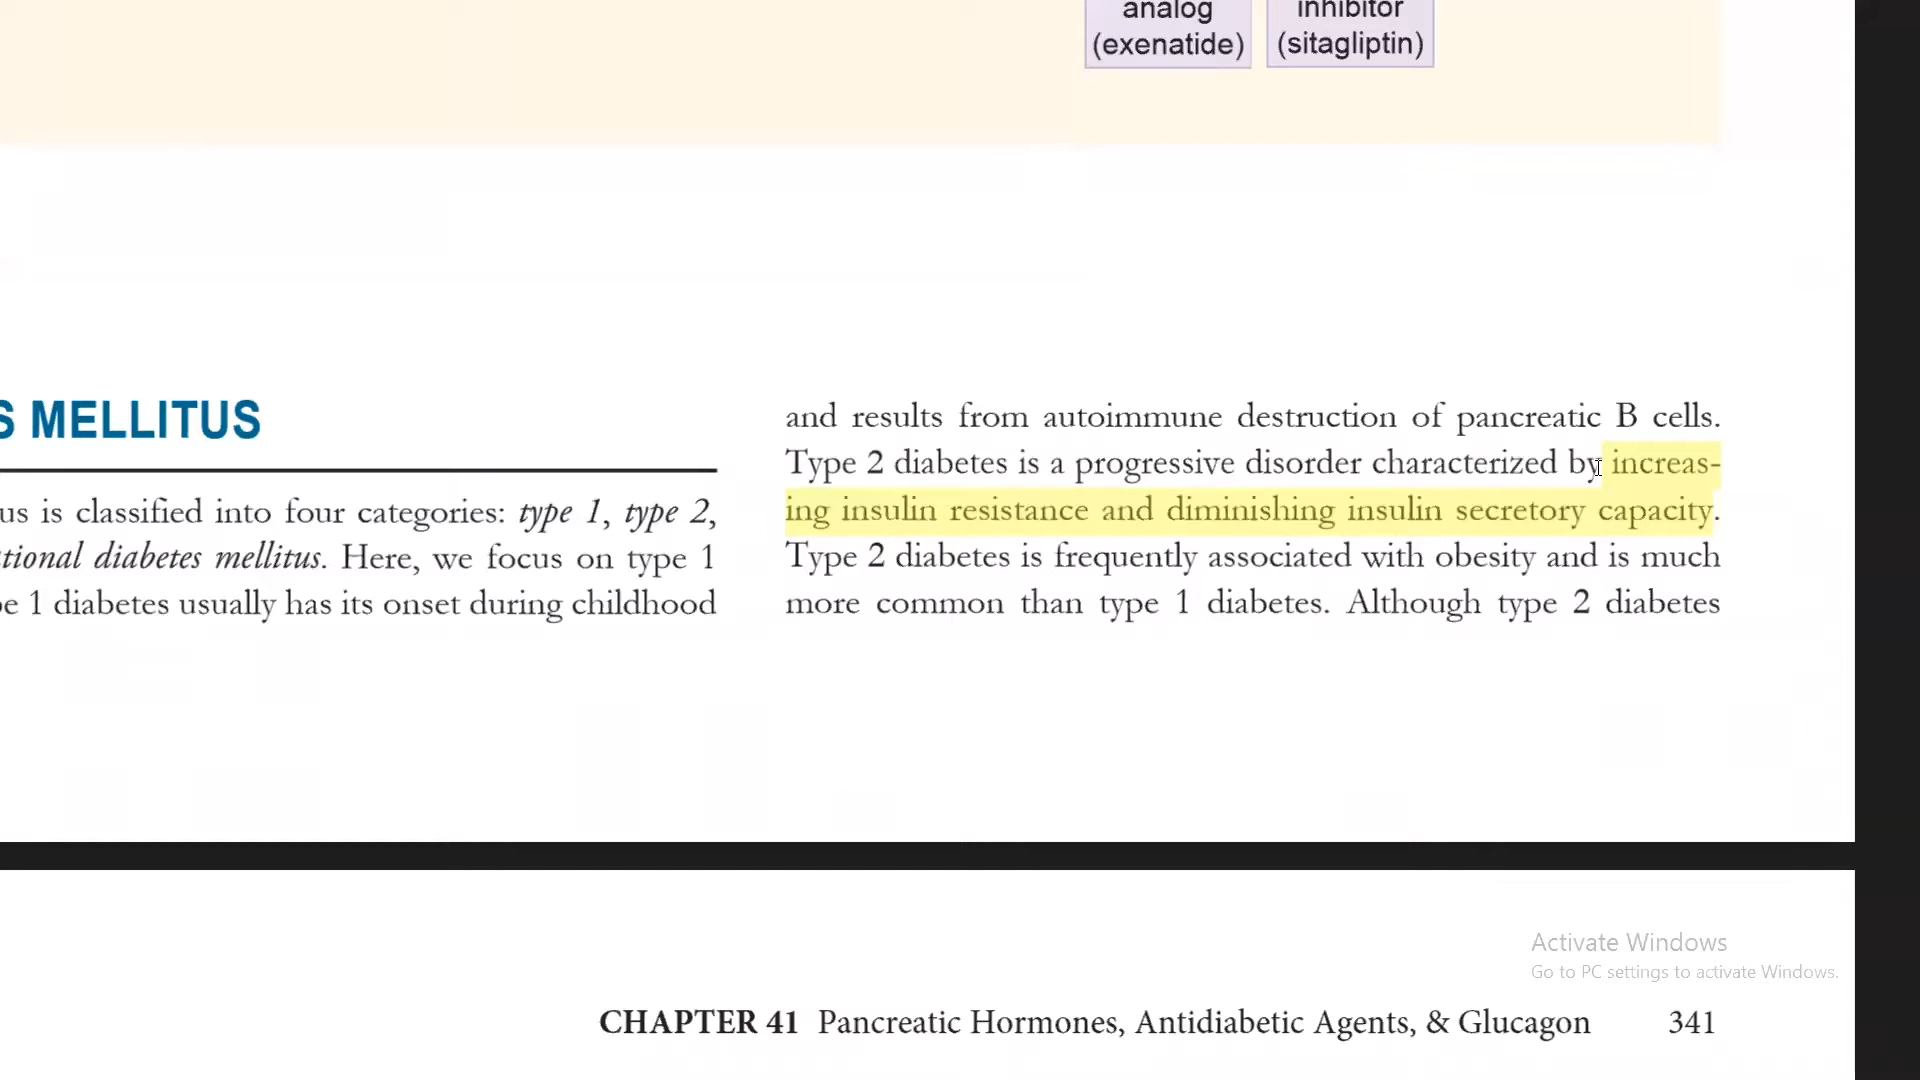 analog
(exenatide)
inhibitor
(sitagliptin)
S MELLITUS
us is classified into four categories: type 1, type 2,
tional diabetes mellitus. Here, we focus on type 1
pe 1 diabetes usually has its onset during childhood
and results from autoimmune destruction of pancreatic B cells.
Type 2 diabetes is a progressive disorder characterized by increas-
ing insulin resistance and diminishing insulin secretory capacity.
Type 2 diabetes is frequently associated with obesity and is much
more common than type 1 diabetes. Although type 2 diabetes
Activate Windows
Go to PC settings to activate Windows.
CHAPTER 41 Pancreatic Hormones, Antidiabetic Agents, & Glucagon 341